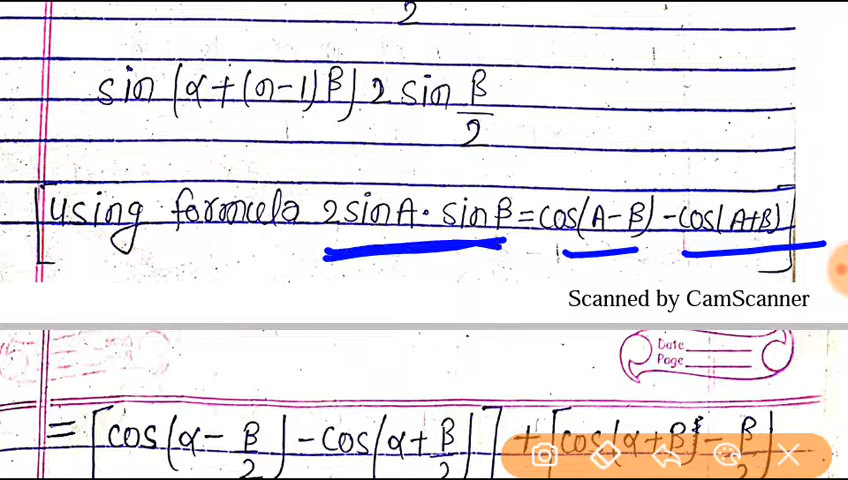 2
sin(α+(n-1)β) 2 sin β/2
[using formula 2sinA. sinB=cos(A-B)-cos(A+B)]
Scanned by CamScanner
Date
Page
=[cos(α-β/2)-cos(α+β/2)]+[cos(α+β)-β/2)